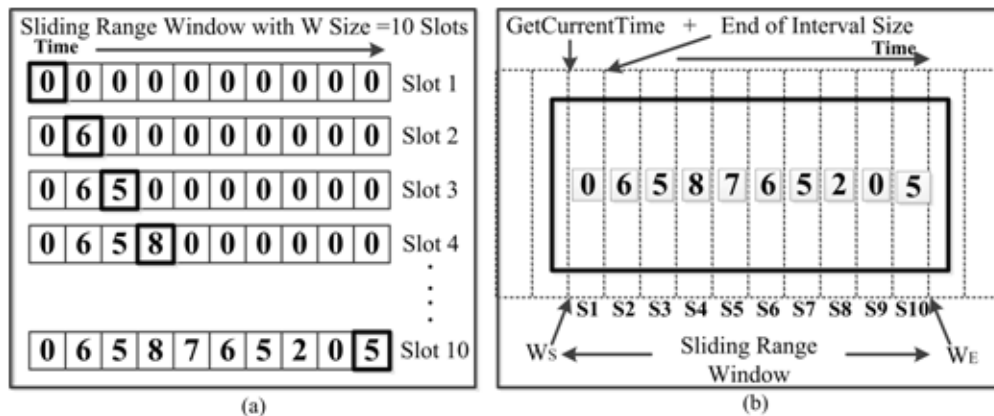 Sliding Range Window with W Size =10 Slots
Time
0 0 0 0 0 0 0 0 0 0 Slot 1
0 6 0 0 0 0 0 0 0 0 Slot 2
0 6 5 0 0 0 0 0 0 0 Slot 3
0 6 5 8 0 0 0 0 0 0 Slot 4
0 6 5 8 7 6 5 2 0 5 Slot 10
(a)
GetCurrentTime + End of Interval Size
Time
0 6 5 8 7 6 5 2 0 5
S1 S2 S3 S4 S5 S6 S7 S8 S9 S10
WS Sliding Range WE
Window
(b)